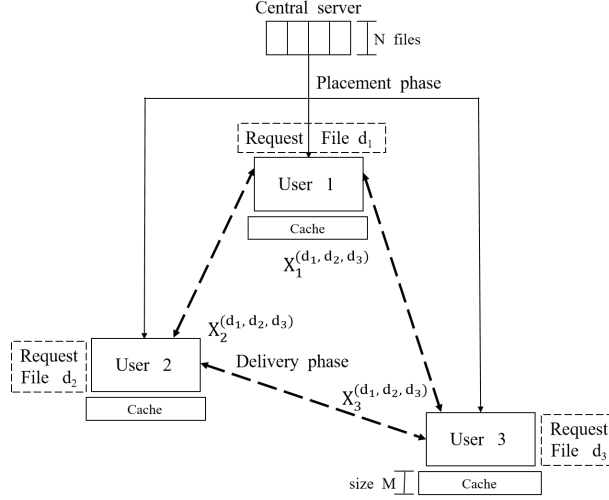 Central server
N files
Placement phase
Request File d₁
User 1
Cache
X₁^(d₁, d₂, d₃)
X₂^(d₁, d₂, d₃)
Request
File d₂
User 2
Delivery phase
Cache
X₃^(d₁, d₂, d₃)
User 3
Request
File d₃
size M
Cache